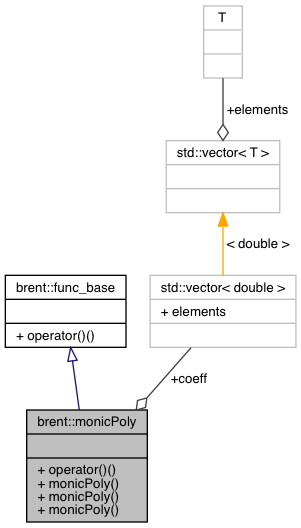 T
+elements
std::vector< T >
< double >
brent::func_base
+ operator()()
std::vector< double >
+ elements
+coeff
brent::monicPoly
+ operator()()
+ monicPoly()
+ monicPoly()
+ monicPoly()